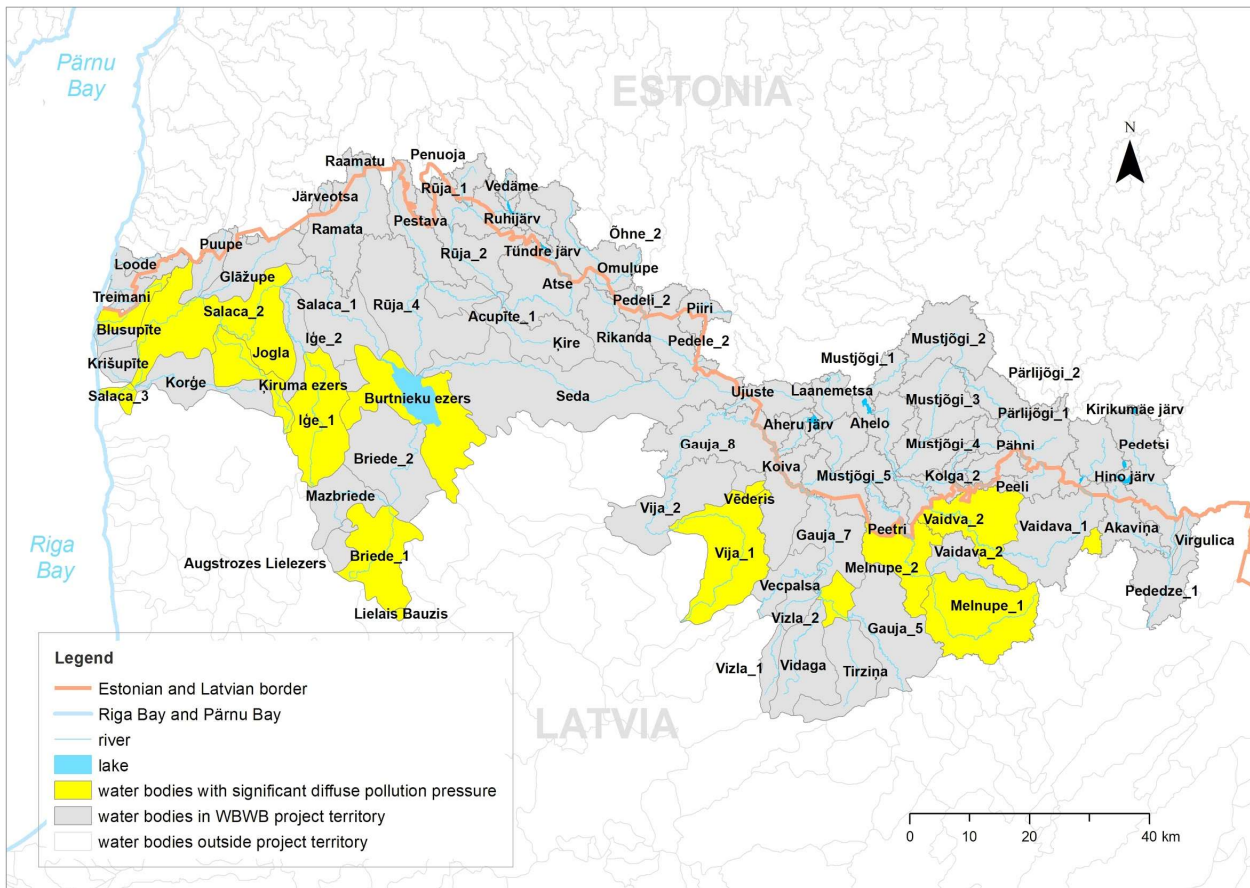 Pärnu
Bay
ESTONIA
N
Raamatu
Penuoja
Järveotsa
Rūja_1
Vedäme
Ramata
Pestava
Ruhijärv
Õhne_2
Puupe
Rūja_2
Tündre järv
Omuļupe
Loode
Glāžupe
Atse
Treimani
Salaca_1
Rūja_4
Pedeli_2
Piiri
Salaca_2
Acupīte_1
Blusupīte
Iģe_2
Ķire
Rikanda
Pedele_2
Jogla
Mustjõgi_2
Krišupīte
Mustjõgi_1
Korģe
Ķiruma ezers
Pärlijõgi_2
Salaca_3
Burtnieku ezers
Seda
Ujuste
Laanemetsa
Mustjõgi_3
Iģe_1
Pärlijõgi_1
Kirikumäe järv
Aheru järv
Ahelo
Gauja_8
Mustjõgi_4
Pähni
Pedetsi
Briede_2
Koiva
Mustjõgi_5
Kolga_2
Hino järv
Peeli
Mazbriede
Vēderis
Vija_2
Vaidva_2
Vaidava_1
Akaviņa
Peetri
Gauja_7
Virgulica
Riga
Bay
Briede_1
Vija_1
Vaidava_2
Augstrozes Lielezers
Melnupe_2
Vecpalsa
Pededze_1
Lielais Bauzis
Melnupe_1
Vizla_2
Gauja_5
Vizla_1
Vidaga
Tirziņa
LATVIA
Legend
Estonian and Latvian border
Riga Bay and Pärnu Bay
river
lake
water bodies with significant diffuse pollution pressure
water bodies in WBWB project territory
water bodies outside project territory
0 10 20 40 km